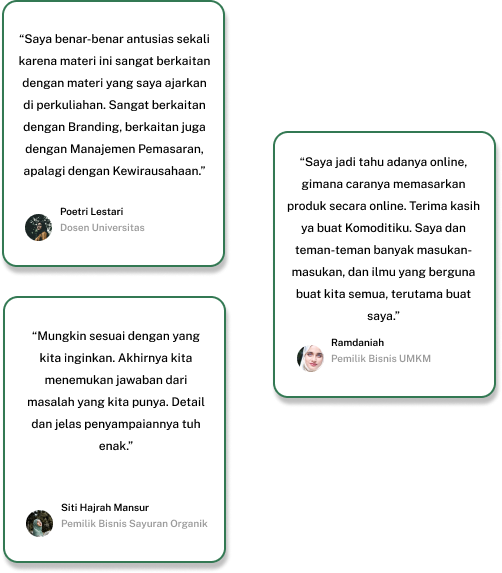 “Saya benar-benar antusias sekali
karena materi ini sangat berkaitan
dengan materi yang saya ajarkan
di perkuliahan. Sangat berkaitan
dengan Branding, berkaitan juga
dengan Manajemen Pemasaran,
apalagi dengan Kewirausahaan.”
Poetri Lestari
Dosen Universitas
“Mungkin sesuai dengan yang
kita inginkan. Akhirnya kita
menemukan jawaban dari
masalah yang kita punya. Detail
dan jelas penyampaiannya tuh
enak.”
Siti Hajrah Mansur
Pemilik Bisnis Sayuran Organik
“Saya jadi tahu adanya online,
gimana caranya memasarkan
produk secara online. Terima kasih
ya buat Komoditiku. Saya dan
teman-teman banyak masukan-
masukan, dan ilmu yang berguna
buat kita semua, terutama buat
saya.”
Ramdaniah
Pemilik Bisnis UMKM